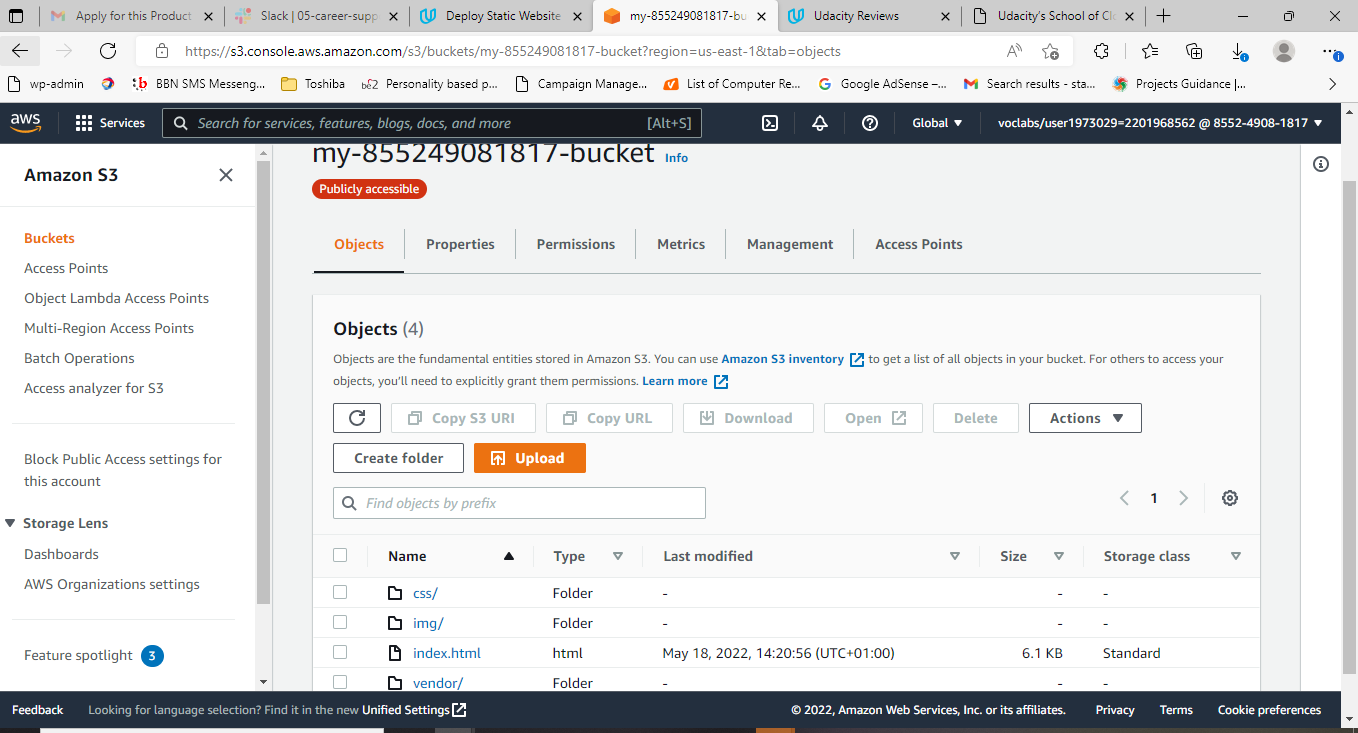 Apply for this Product
Slack | 05-career-supp
Deploy Static Website
my-855249081817-bu
Udacity Reviews
Udacity's School of Cl
https://s3.console.aws.amazon.com/s3/buckets/my-855249081817-bucket?region=us-east-1&tab=objects
wp-admin
BBN SMS Messeng...
Toshiba
Personality based p...
Campaign Manage...
List of Computer Re...
Google AdSense –...
Search results - sta...
Projects Guidance |...
aws
Services
Search for services, features, blogs, docs, and more
[Alt+S]
Global
voclabs/user1973029=2201968562 @ 8552-4908-1817
Amazon S3
Buckets
Access Points
Object Lambda Access Points
Multi-Region Access Points
Batch Operations
Access analyzer for S3
Block Public Access settings for
this account
Storage Lens
Dashboards
AWS Organizations settings
Feature spotlight 3
my-855249081817-bucket Info
Publicly accessible
Objects
Properties
Permissions
Metrics
Management
Access Points
Objects (4)
Objects are the fundamental entities stored in Amazon S3. You can use Amazon S3 inventory to get a list of all objects in your bucket. For others to access your
objects, you'll need to explicitly grant them permissions. Learn more
Copy S3 URI
Copy URL
Download
Open
Delete
Actions
Create folder
Upload
Find objects by prefix
1
Name Type Last modified Size Storage class
css/ Folder - - -
img/ Folder - - -
index.html html May 18, 2022, 14:20:56 (UTC+01:00) 6.1 KB Standard
vendor/ Folder - - -
Feedback
Looking for language selection? Find it in the new Unified Settings
© 2022, Amazon Web Services, Inc. or its affiliates.
Privacy
Terms
Cookie preferences